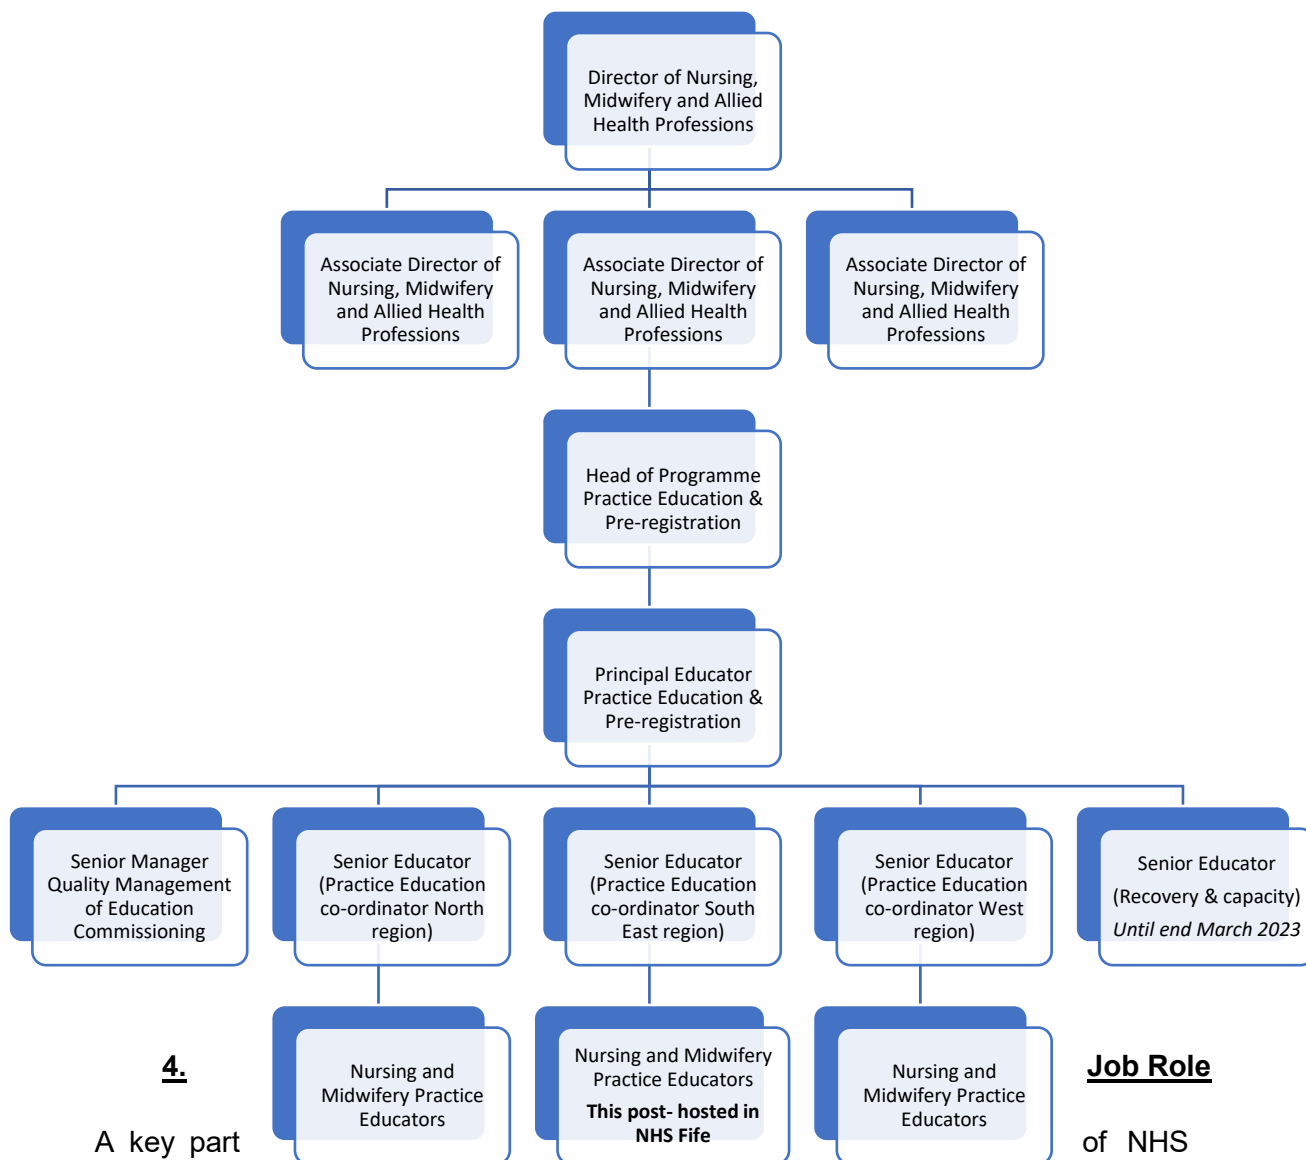 Director of Nursing,
Midwifery and Allied
Health Professions
Associate Director of
Nursing, Midwifery
and Allied Health
Professions
Associate Director of
Nursing, Midwifery
and Allied Health
Professions
Associate Director of
Nursing, Midwifery
and Allied Health
Professions
Head of Programme
Practice Education &
Pre-registration
Principal Educator
Practice Education &
Pre-registration
Senior Manager
Quality Management
of Education
Commissioning
Senior Educator
(Practice Education
co-ordinator North
region)
Senior Educator
(Practice Education
co-ordinator South
East region)
Senior Educator
(Practice Education
co-ordinator West
region)
Senior Educator
(Recovery & capacity)
Until end March 2023
Nursing and
Midwifery Practice
Educators
Nursing and Midwifery
Practice Educators
This post- hosted in
NHS Fife
Nursing and
Midwifery Practice
Educators
4. Job Role
A key part of NHS